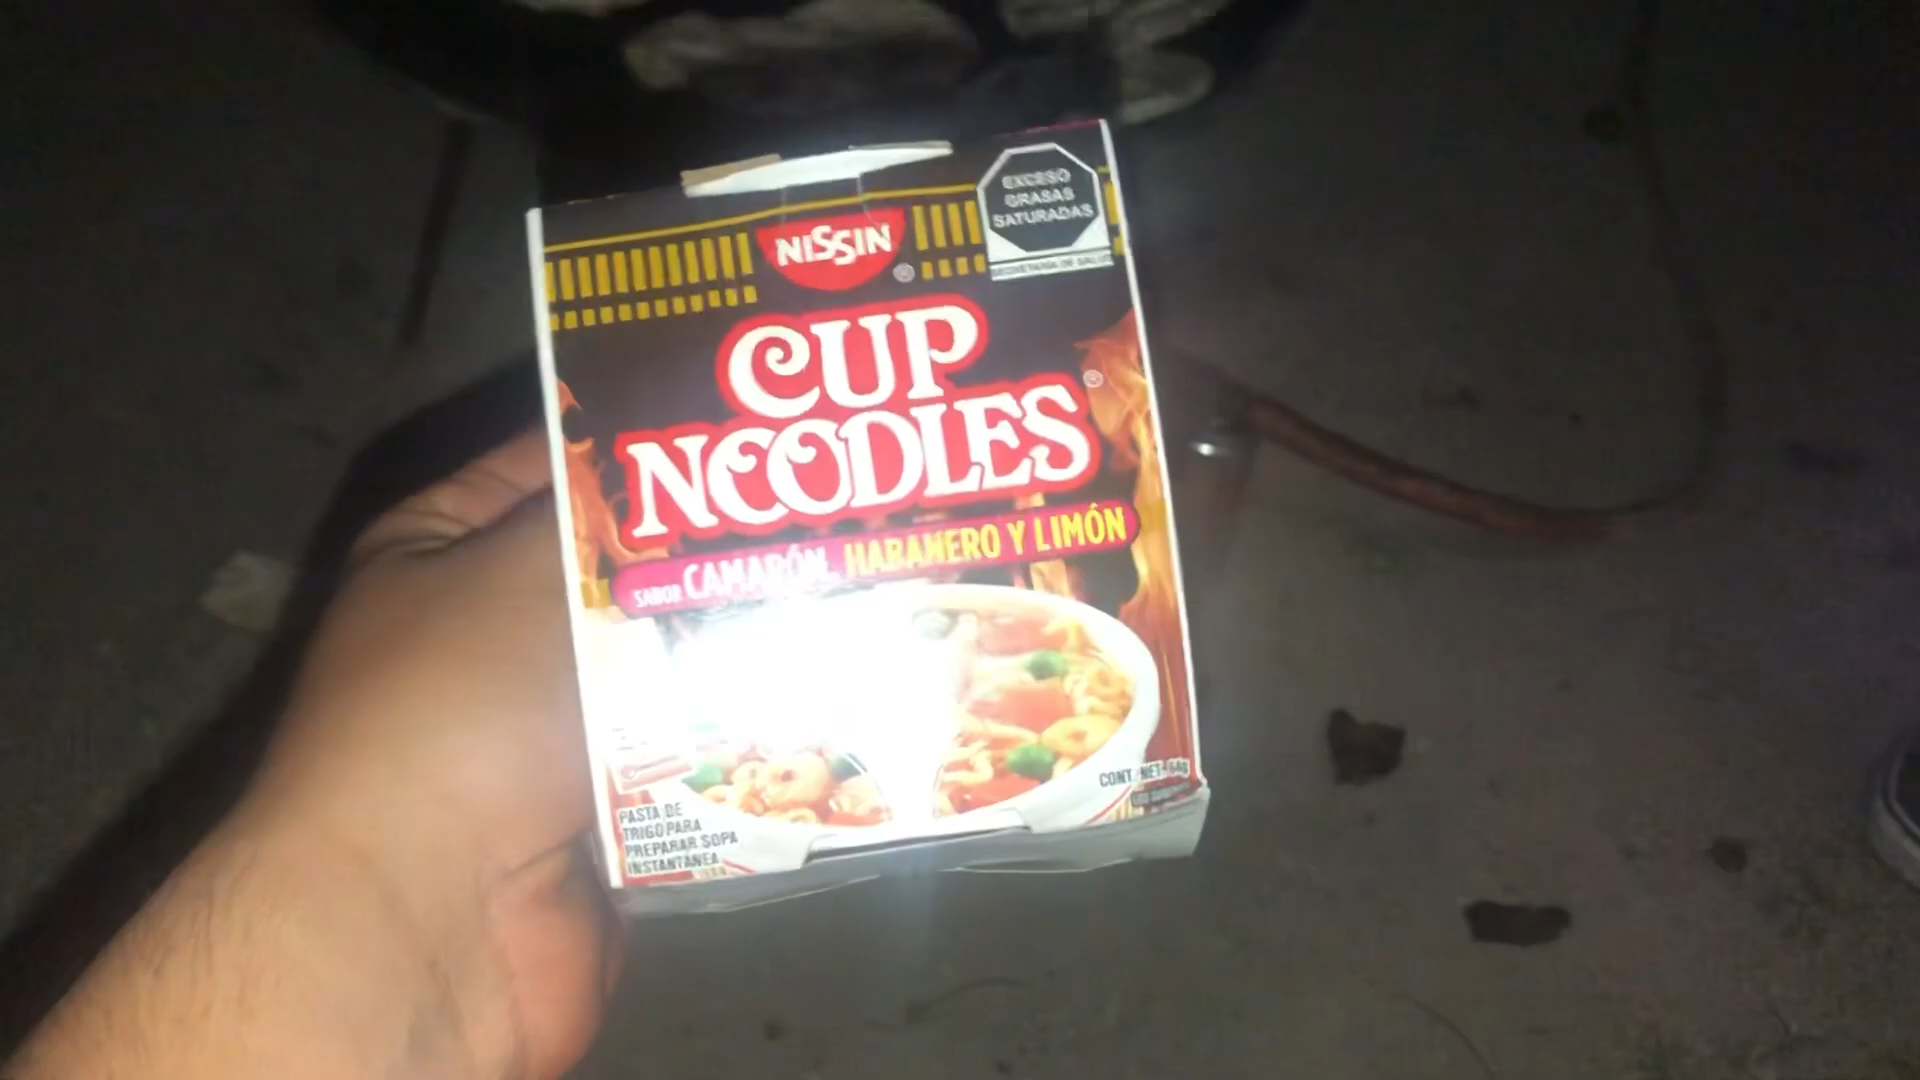 EXCESO
GRASAS
SATURADAS
SECRETARÍA DE SALUD
NISSIN
CUP
NOODLES
SABOR CAMARÓN, HABANERO Y LIMÓN
PASTA DE
TRIGO PARA
PREPARAR SOPA
INSTANTÁNEA
CONT. NET. 64g